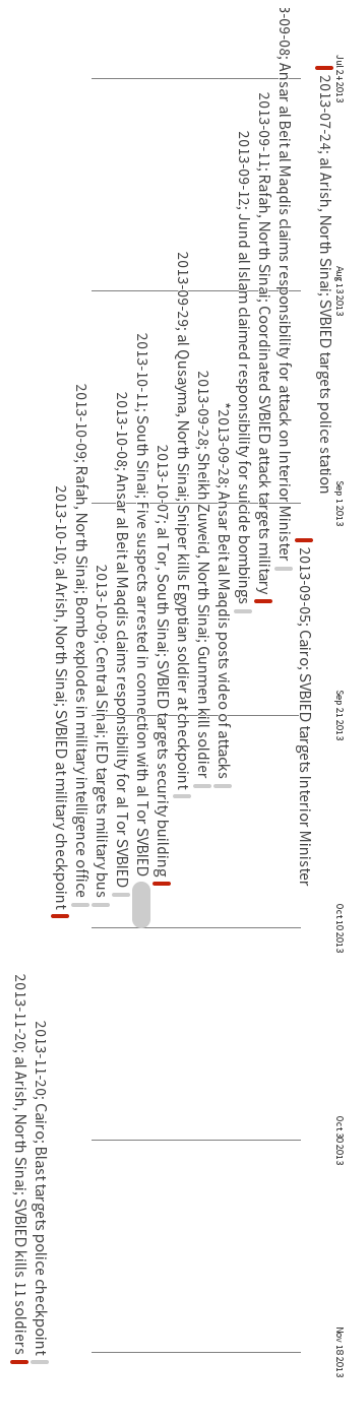 Jul 24 2013
Aug 13 2013
Sep 1 2013
Sep 21 2013
Oct 10 2013
Oct 30 2013
Nov 18 2013
2013-07-24; al Arish, North Sinai; SVBIED targets police station
2013-09-05; Cairo; SVBIED targets Interior Minister
3-09-08; Ansar al Beit al Maqdis claims responsibility for attack on Interior Minister
2013-09-11; Rafah, North Sinai; Coordinated SVBIED attack targets military
2013-09-12; Jund al Islam claimed responsibility for suicide bombings
*2013-09-28; Ansar Beit al Maqdis posts video of attacks
2013-09-28; Sheikh Zuweid, North Sinai; Gunmen kill soldier
2013-09-29; al Qusayma, North Sinai; Sniper kills Egyptian soldier at checkpoint
2013-10-07; al Tor, South Sinai; SVBIED targets security building
2013-10-11; South Sinai; Five suspects arrested in connection with al Tor SVBIED
2013-10-08; Ansar al Beit al Maqdis claims responsibility for al Tor SVBIED
2013-10-09; Central Sinai; IED targets military bus
2013-10-09; Rafah, North Sinai; Bomb explodes in military intelligence office
2013-10-10; al Arish, North Sinai; SVBIED at military checkpoint
2013-11-20; Cairo; Blast targets police checkpoint
2013-11-20; al Arish, North Sinai; SVBIED kills 11 soldiers